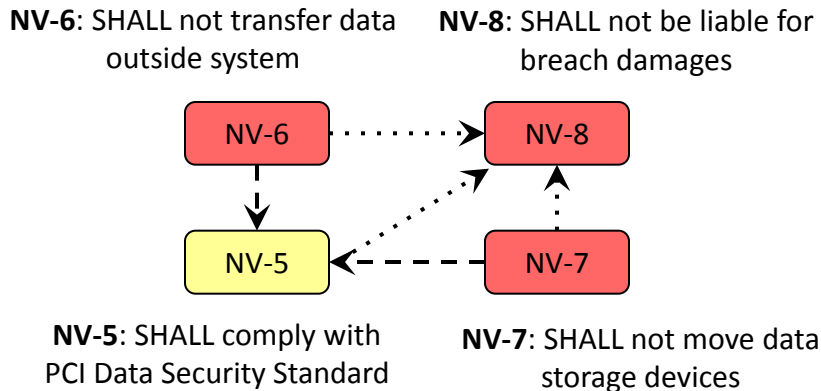 NV-6: SHALL not transfer data
outside system
NV-8: SHALL not be liable for
breach damages
NV-6
NV-8
NV-5
NV-7
NV-5: SHALL comply with
PCI Data Security Standard
NV-7: SHALL not move data
storage devices